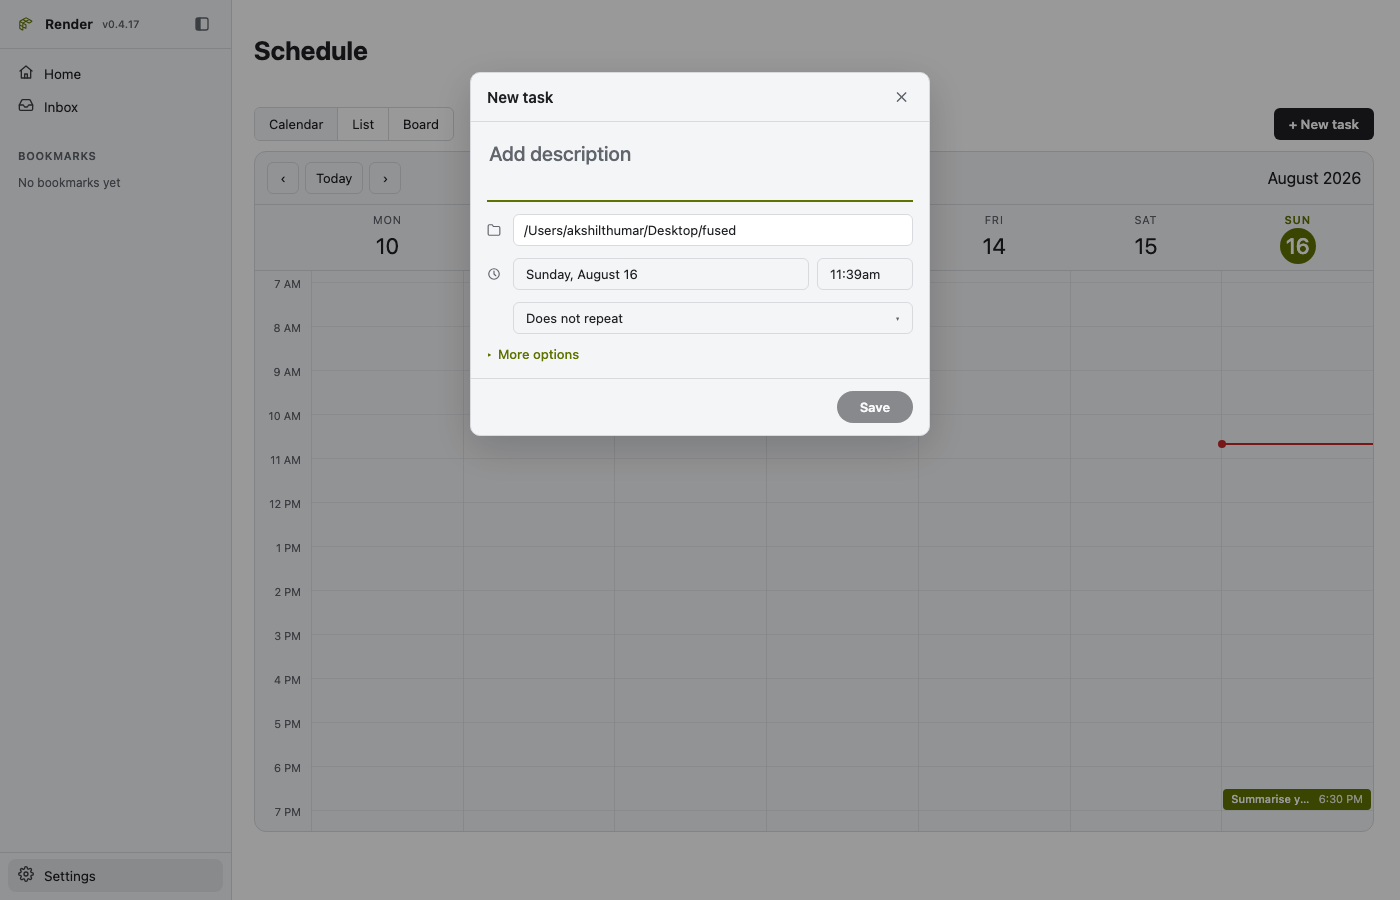 Render v0.4.17
Home
Inbox
BOOKMARKS
No bookmarks yet
Settings
Schedule
Calendar List Board
+ New task
‹ Today ›
August 2026
MON
10
FRI
14
SAT
15
SUN
16
7 AM
8 AM
9 AM
10 AM
11 AM
12 PM
1 PM
2 PM
3 PM
4 PM
5 PM
6 PM
7 PM
Summarise y... 6:30 PM
New task
Add description
/Users/akshilthumar/Desktop/fused
Sunday, August 16 11:39am
Does not repeat
More options
Save